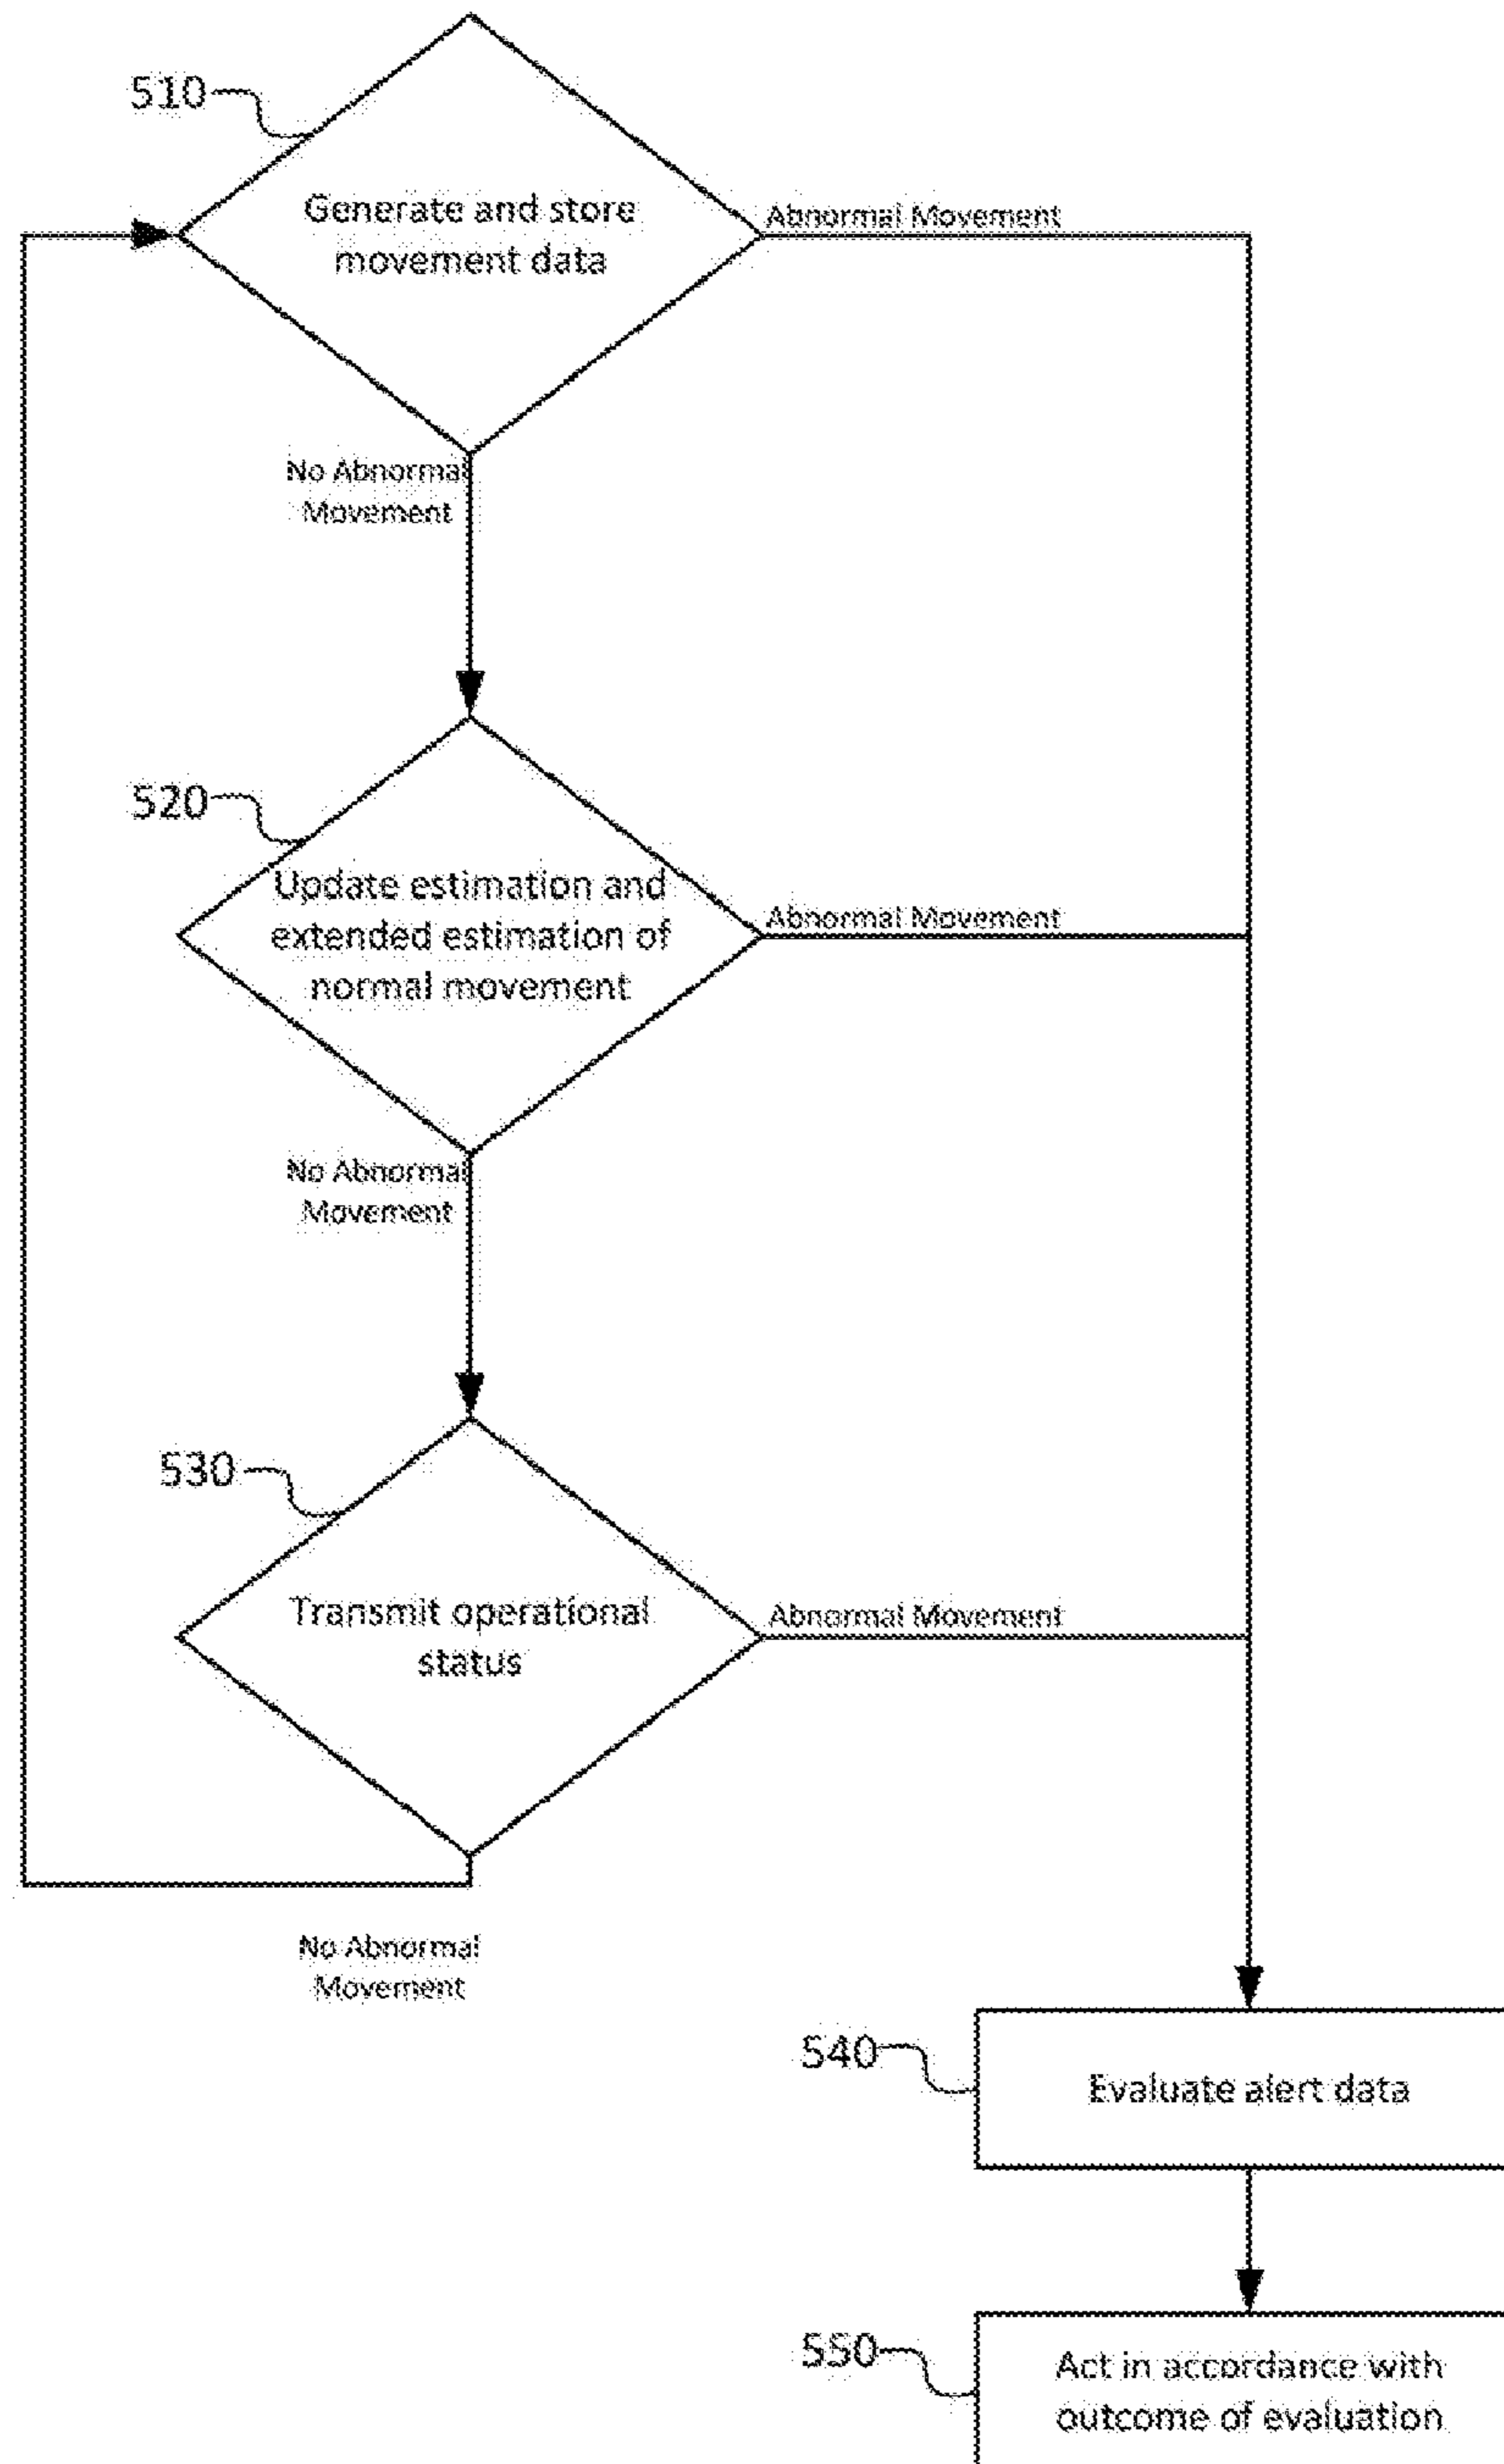 510
Generate and store
movement data
Abnormal Movement
No Abnormal
Movement
520
Update estimation and
extended estimation of
normal movement
Abnormal Movement
No Abnormal
Movement
530
Transmit operational
status
Abnormal Movement
No Abnormal
Movement
540
Evaluate alert data
550
Act in accordance with
outcome of evaluation